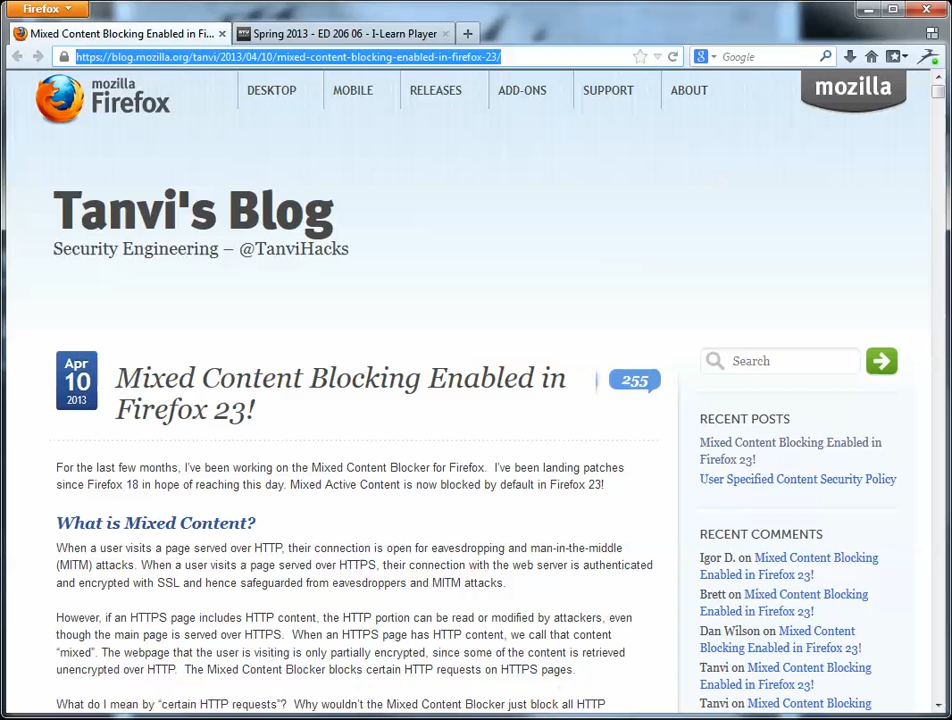 Firefox
Mixed Content Blocking Enabled in Fi...
Spring 2013 - ED 206 06 - I-Learn Player
https://blog.mozilla.org/tanvi/2013/04/10/mixed-content-blocking-enabled-in-firefox-23/
Google
mozilla
Firefox
DESKTOP
MOBILE
RELEASES
ADD-ONS
SUPPORT
ABOUT
mozilla
Tanvi's Blog
Security Engineering – @TanviHacks
Apr
10
2013
Mixed Content Blocking Enabled in
Firefox 23!
255
For the last few months, I've been working on the Mixed Content Blocker for Firefox. I've been landing patches
since Firefox 18 in hope of reaching this day. Mixed Active Content is now blocked by default in Firefox 23!
What is Mixed Content?
When a user visits a page served over HTTP, their connection is open for eavesdropping and man-in-the-middle
(MITM) attacks. When a user visits a page served over HTTPS, their connection with the web server is authenticated
and encrypted with SSL and hence safeguarded from eavesdroppers and MITM attacks.
However, if an HTTPS page includes HTTP content, the HTTP portion can be read or modified by attackers, even
though the main page is served over HTTPS. When an HTTPS page has HTTP content, we call that content
“mixed”. The webpage that the user is visiting is only partially encrypted, since some of the content is retrieved
unencrypted over HTTP. The Mixed Content Blocker blocks certain HTTP requests on HTTPS pages.
What do I mean by “certain HTTP requests”? Why wouldn't the Mixed Content Blocker just block all HTTP
Search
RECENT POSTS
Mixed Content Blocking Enabled in
Firefox 23!
User Specified Content Security Policy
RECENT COMMENTS
Igor D. on Mixed Content Blocking
Enabled in Firefox 23!
Brett on Mixed Content Blocking
Enabled in Firefox 23!
Dan Wilson on Mixed Content
Blocking Enabled in Firefox 23!
Tanvi on Mixed Content Blocking
Enabled in Firefox 23!
Tanvi on Mixed Content Blocking